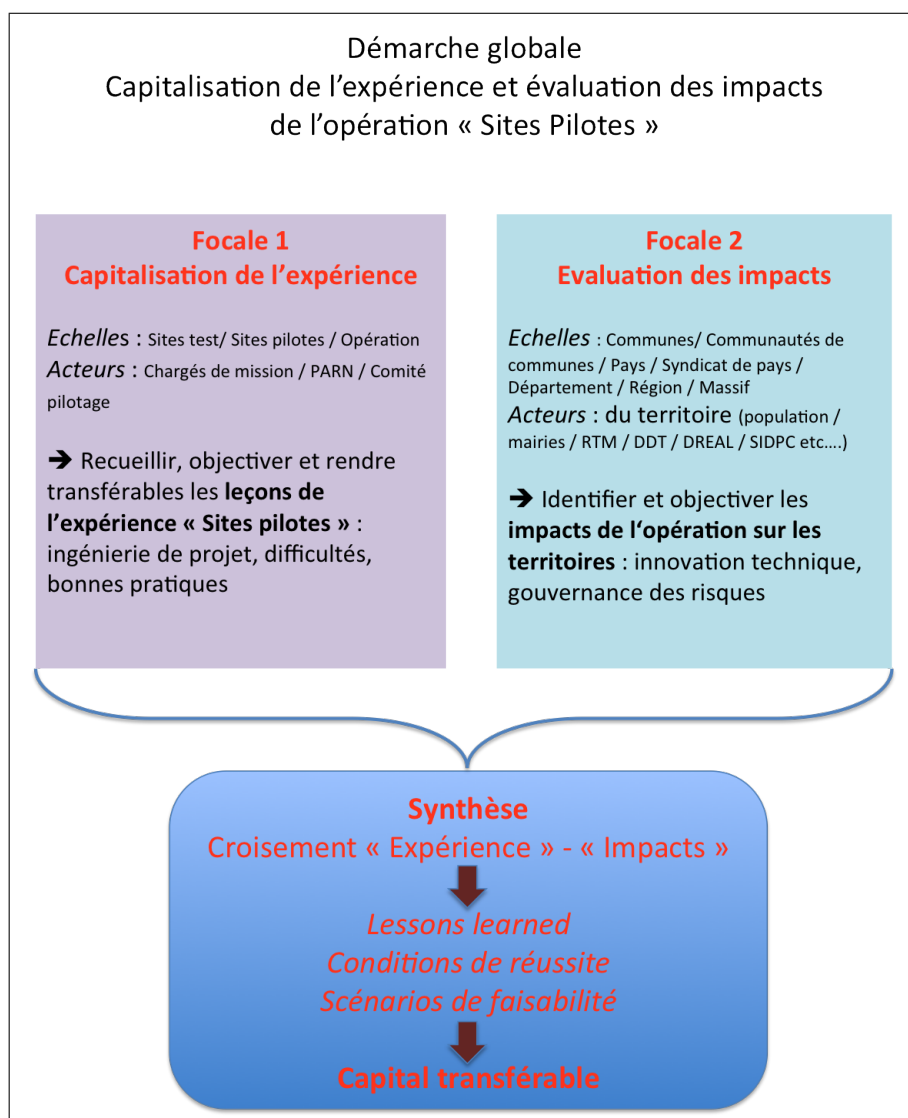 Démarche globale
Capitalisation de l’expérience et évaluation des impacts
de l’opération « Sites Pilotes »
Focale 1
Capitalisation de l’expérience
Echelles : Sites test/ Sites pilotes / Opération
Acteurs : Chargés de mission / PARN / Comité
pilotage
➔ Recueillir, objectiver et rendre
transférables les leçons de
l’expérience « Sites pilotes » :
ingénierie de projet, difficultés,
bonnes pratiques
Focale 2
Evaluation des impacts
Echelles : Communes/ Communautés de
communes / Pays / Syndicat de pays /
Département / Région / Massif
Acteurs : du territoire (population /
mairies / RTM / DDT / DREAL / SIDPC etc....)
➔ Identifier et objectiver les
impacts de l‘opération sur les
territoires : innovation technique,
gouvernance des risques
Synthèse
Croisement « Expérience » - « Impacts »
Lessons learned
Conditions de réussite
Scénarios de faisabilité
Capital transférable